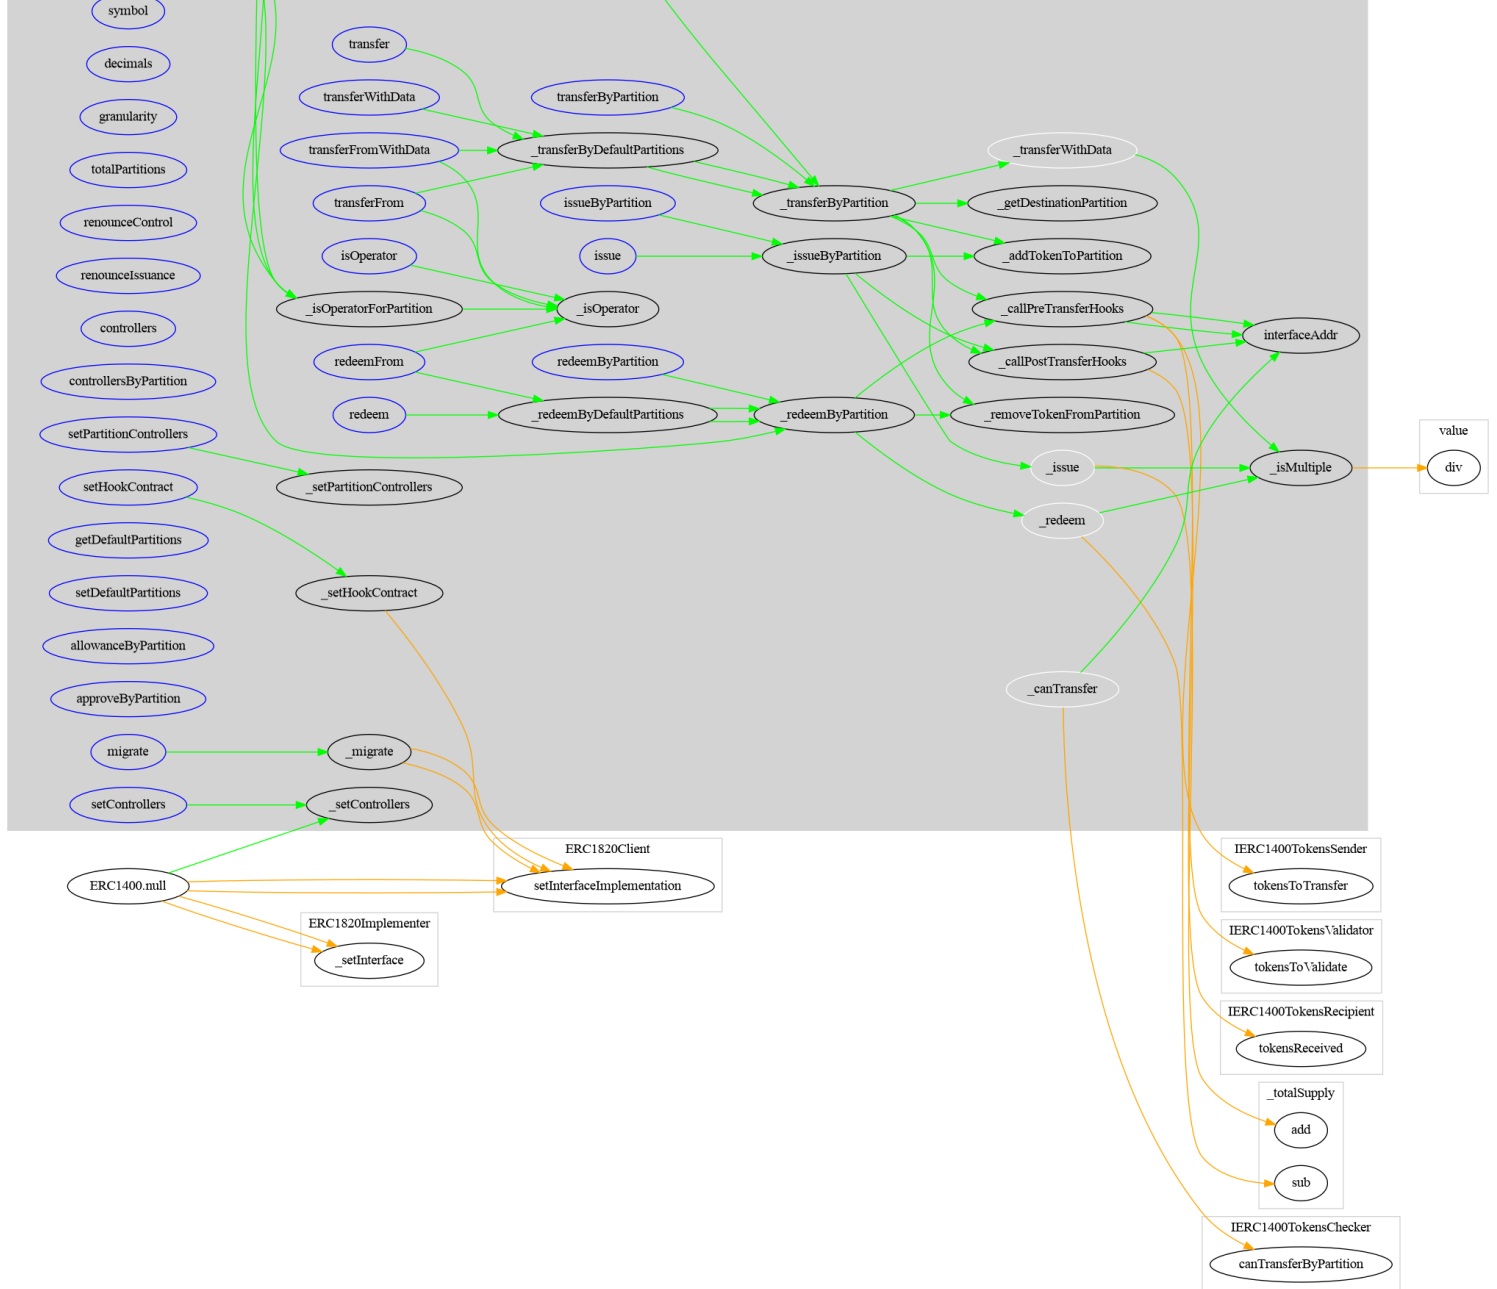 symbol
decimals
granularity
totalPartitions
renounceControl
renounceIssuance
controllers
controllersByPartition
setPartitionControllers
setHookContract
getDefaultPartitions
setDefaultPartitions
allowanceByPartition
approveByPartition
migrate
setControllers
ERC1400.null
transfer
transferWithData
transferFromWithData
transferFrom
isOperator
_isOperatorForPartition
redeemFrom
redeem
_setPartitionControllers
_setHookContract
_migrate
_setControllers
ERC1820Implementer
_setInterface
transferByPartition
_transferByDefaultPartitions
issueByPartition
issue
_isOperator
redeemByPartition
_redeemByDefaultPartitions
ERC1820Client
setInterfaceImplementation
_transferByPartition
_issueByPartition
_redeemByPartition
_transferWithData
_getDestinationPartition
_addTokenToPartition
_callPreTransferHooks
_callPostTransferHooks
_removeTokenFromPartition
_issue
_redeem
_canTransfer
interfaceAddr
_isMultiple
value
div
IERC1400TokensSender
tokensToTransfer
IERC1400TokensValidator
tokensToValidate
IERC1400TokensRecipient
tokensReceived
_totalSupply
add
sub
IERC1400TokensChecker
canTransferByPartition